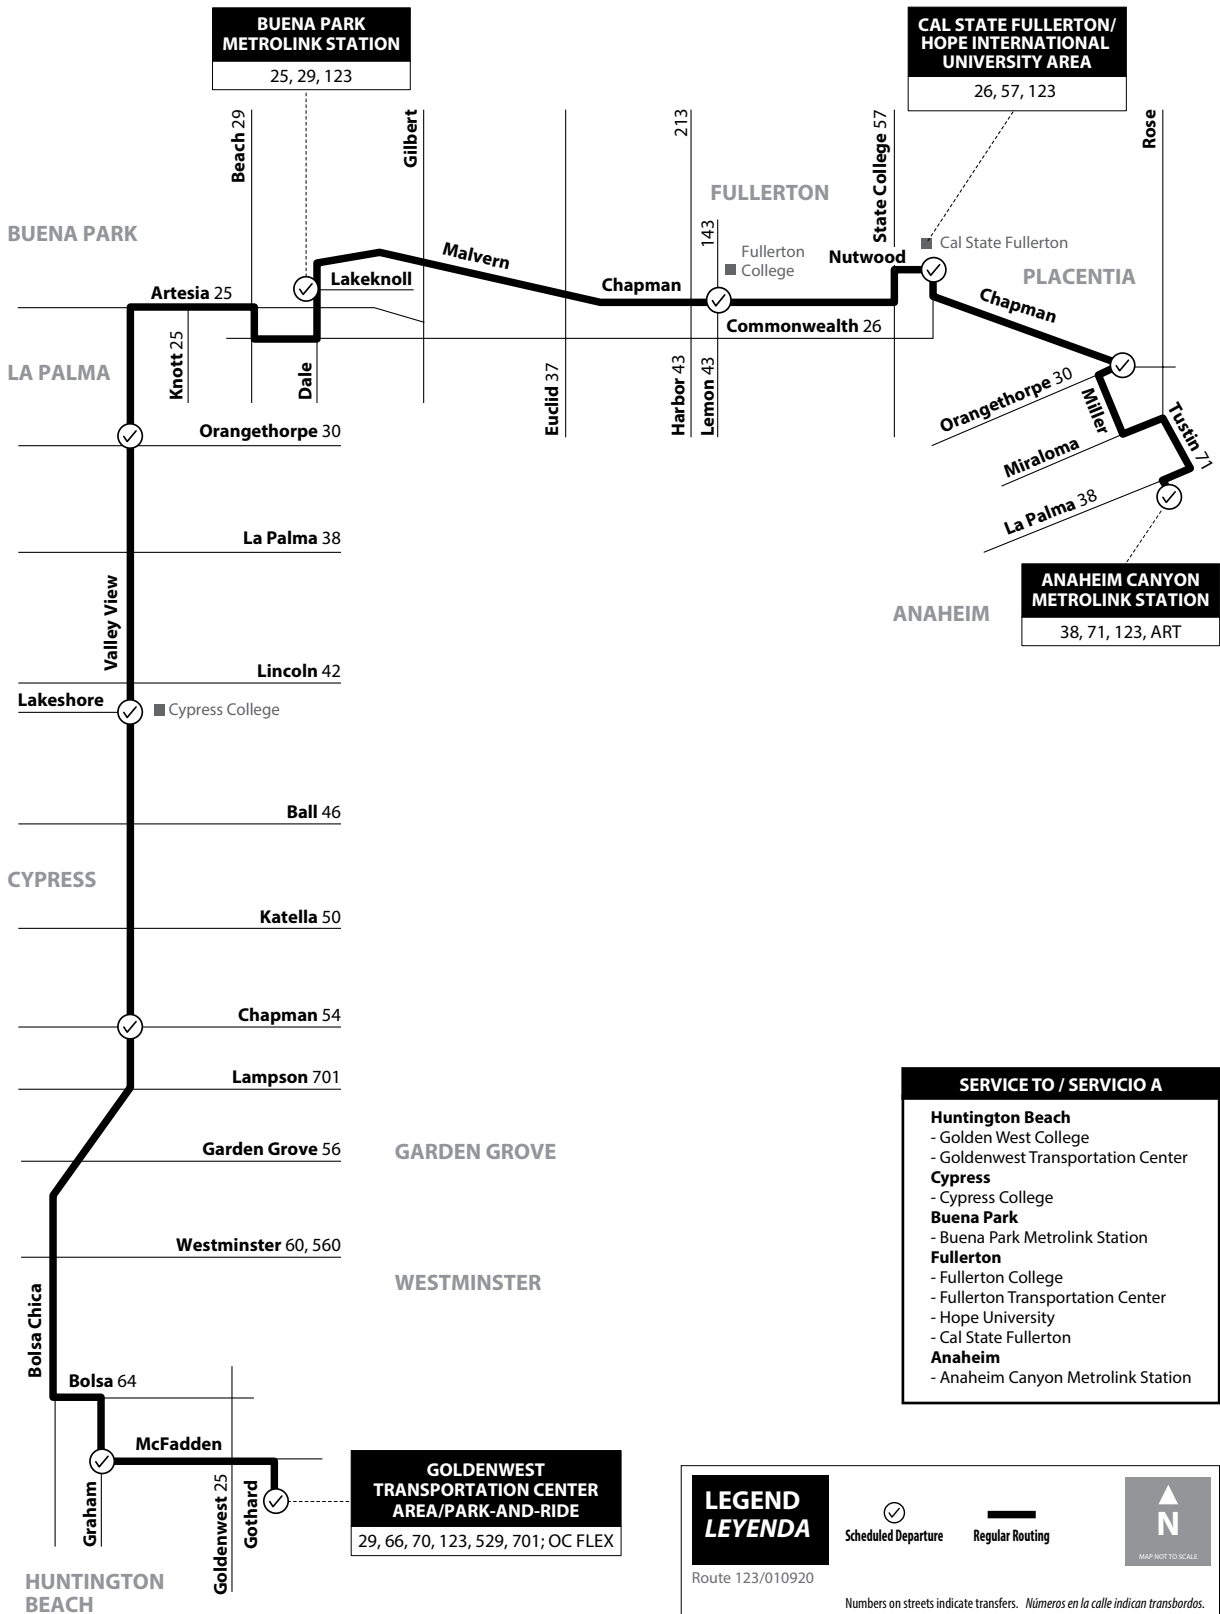 BUENA PARK
METROLINK STATION
25, 29, 123
CAL STATE FULLERTON/
HOPE INTERNATIONAL
UNIVERSITY AREA
26, 57, 123
Beach 29
Gilbert
213
State College 57
Rose
FULLERTON
143
BUENA PARK
Malvern
Fullerton
College
Nutwood
Cal State Fullerton
PLACENTIA
Lakeknoll
Artesia 25
Chapman
Chapman
Commonwealth 26
LA PALMA
Knott 25
Dale
Euclid 37
Harbor 43
Lemon 43
Orangethorpe 30
Miller
Tustin 71
Miraloma
La Palma 38
Orangethorpe 30
La Palma 38
ANAHEIM CANYON
METROLINK STATION
38, 71, 123, ART
ANAHEIM
Valley View
Lincoln 42
Lakeshore
Cypress College
Ball 46
CYPRESS
Katella 50
Chapman 54
Lampson 701
Garden Grove 56
GARDEN GROVE
Westminster 60, 560
WESTMINSTER
Bolsa Chica
Bolsa 64
McFadden
Graham
Goldenwest 25
Gothard
GOLDENWEST
TRANSPORTATION CENTER
AREA/PARK-AND-RIDE
29, 66, 70, 123, 529, 701; OC FLEX
HUNTINGTON
BEACH
SERVICE TO / SERVICIO A
Huntington Beach
- Golden West College
- Goldenwest Transportation Center
Cypress
- Cypress College
Buena Park
- Buena Park Metrolink Station
Fullerton
- Fullerton College
- Fullerton Transportation Center
- Hope University
- Cal State Fullerton
Anaheim
- Anaheim Canyon Metrolink Station
LEGEND
LEYENDA
Scheduled Departure
Regular Routing
N
MAP NOT TO SCALE
Route 123/010920
Numbers on streets indicate transfers. Números en la calle indican transbordos.